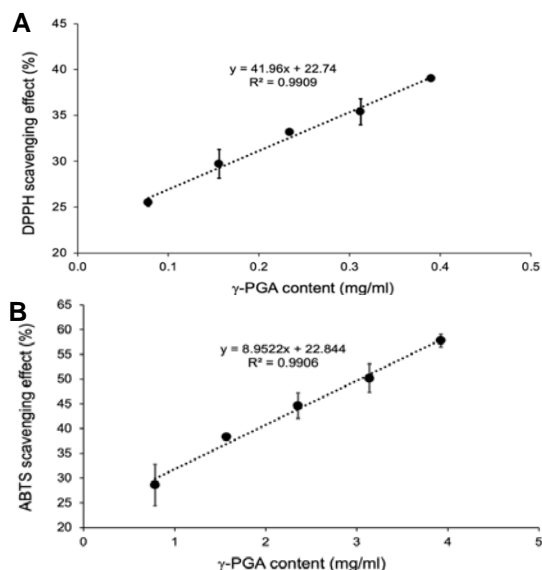 A
y = 41.96x + 22.74
R² = 0.9909
DPPH scavenging effect (%)
45
40
35
30
25
20
0.0 0.1 0.2 0.3 0.4 0.5
γ-PGA content (mg/ml)
B
y = 8.9522x + 22.844
R² = 0.9906
ABTS scavenging effect (%)
65
60
55
50
45
40
35
30
25
20
0 1 2 3 4 5
γ-PGA content (mg/ml)